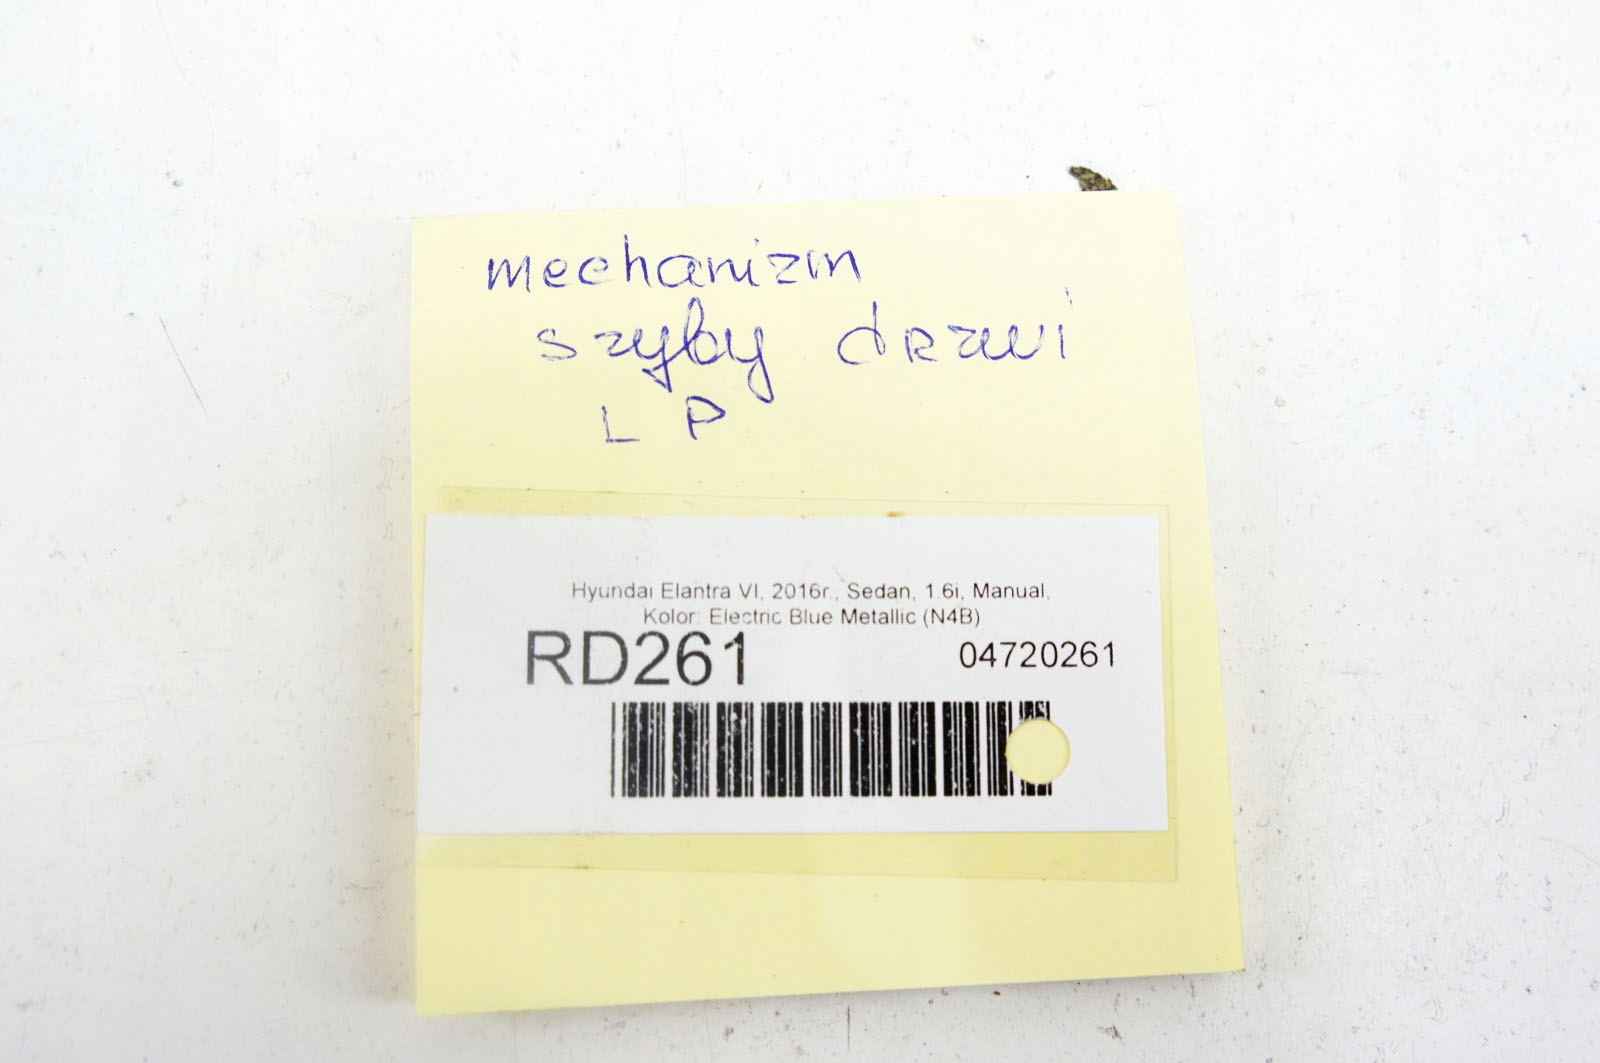 mechanizm
szyby drzwi
L P
Hyundai Elantra VI, 2016r., Sedan, 1.6i, Manual,
Kolor: Electric Blue Metallic (N4B)
RD261
04720261